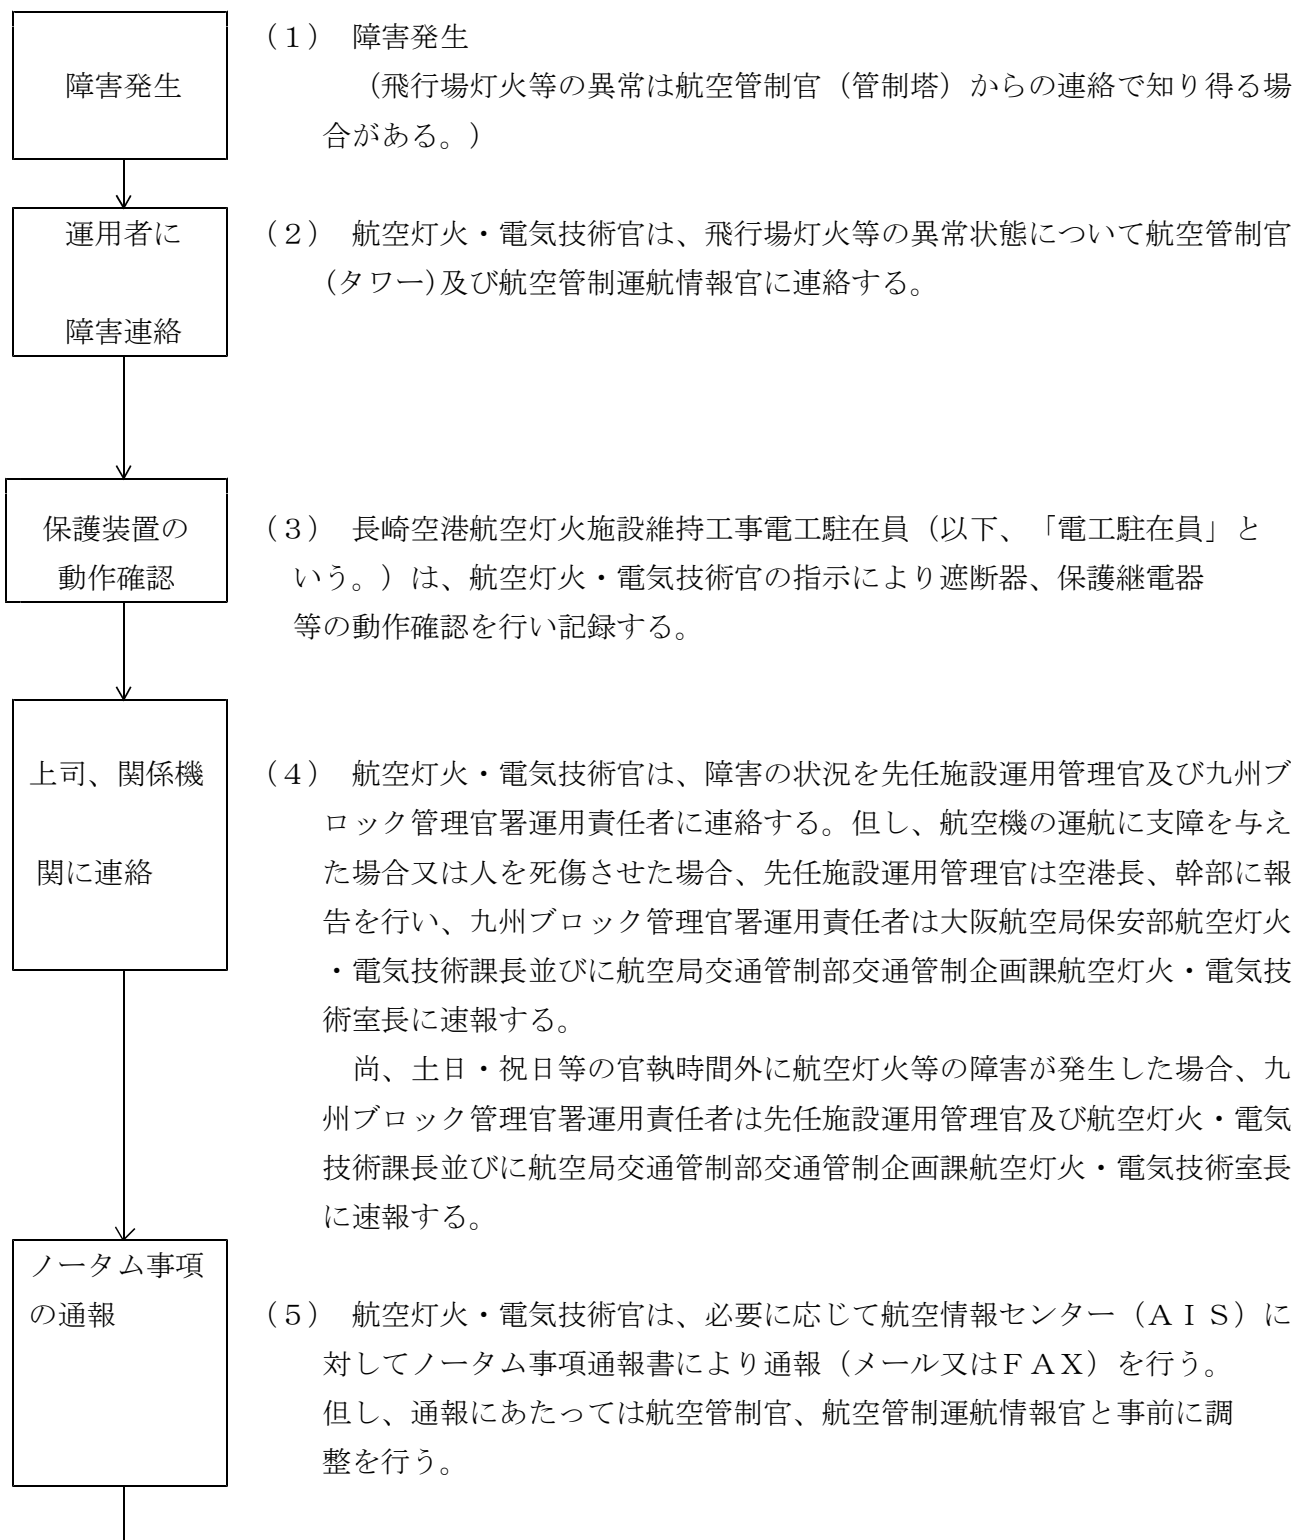 障害発生
（１）　障害発生
（飛行場灯火等の異常は航空管制官（管制塔）からの連絡で知り得る場
合がある。）
運用者に
障害連絡
（２）　航空灯火・電気技術官は、飛行場灯火等の異常状態について航空管制官
(タワー)及び航空管制運航情報官に連絡する。
保護装置の
動作確認
（３）　長崎空港航空灯火施設維持工事電工駐在員（以下、「電工駐在員」と
いう。）は、航空灯火・電気技術官の指示により遮断器、保護継電器
等の動作確認を行い記録する。
上司、関係機
関に連絡
（４）　航空灯火・電気技術官は、障害の状況を先任施設運用管理官及び九州ブ
ロック管理官署運用責任者に連絡する。但し、航空機の運航に支障を与え
た場合又は人を死傷させた場合、先任施設運用管理官は空港長、幹部に報
告を行い、九州ブロック管理官署運用責任者は大阪航空局保安部航空灯火
・電気技術課長並びに航空局交通管制部交通管制企画課航空灯火・電気技
術室長に速報する。
尚、土日・祝日等の官執時間外に航空灯火等の障害が発生した場合、九
州ブロック管理官署運用責任者は先任施設運用管理官及び航空灯火・電気
技術課長並びに航空局交通管制部交通管制企画課航空灯火・電気技術室長
に速報する。
ノータム事項
の通報
（５）　航空灯火・電気技術官は、必要に応じて航空情報センター（ＡＩＳ）に
対してノータム事項通報書により通報（メール又はＦＡＸ）を行う。
但し、通報にあたっては航空管制官、航空管制運航情報官と事前に調
整を行う。